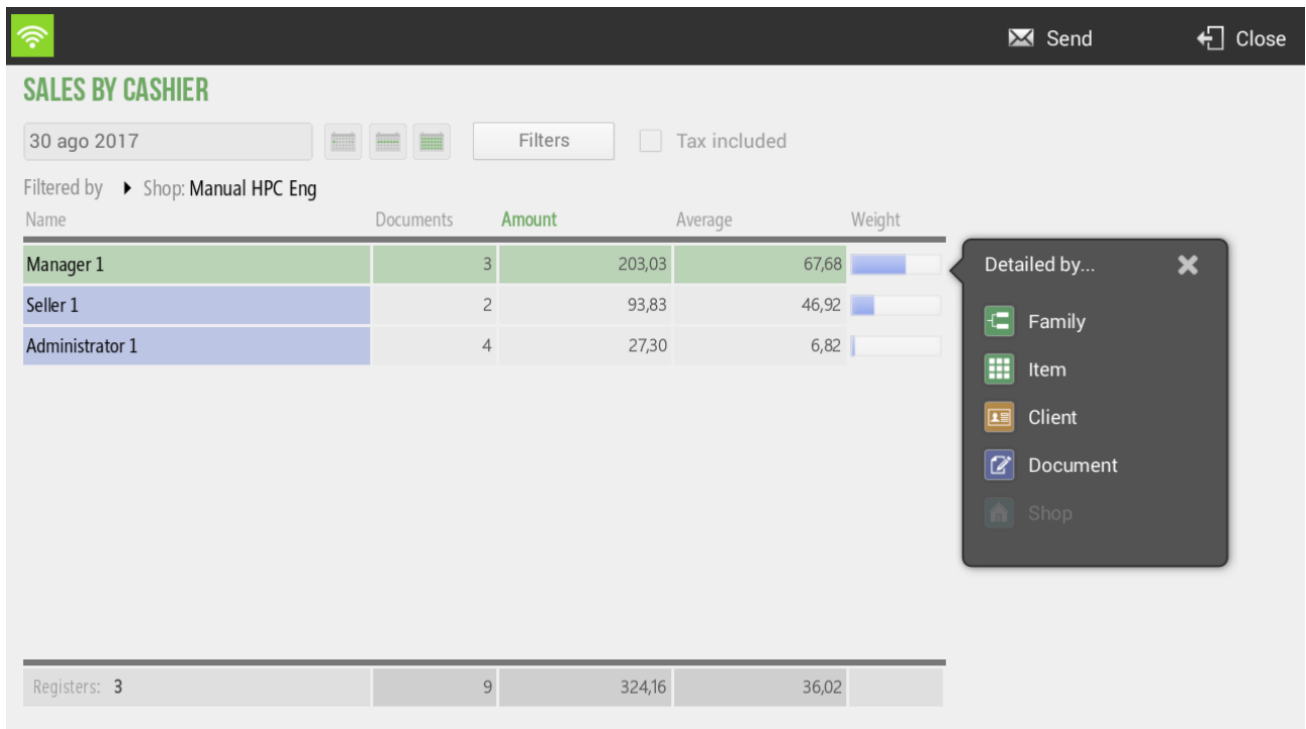 Send Close
SALES BY CASHIER
30 ago 2017 Filters Tax included
Filtered by Shop: Manual HPC Eng
Name Documents Amount Average Weight
Manager 1 3 203,03 67,68
Seller 1 2 93,83 46,92
Administrator 1 4 27,30 6,82
Detailed by...
Family
Item
Client
Document
Shop
Registers: 3 9 324,16 36,02